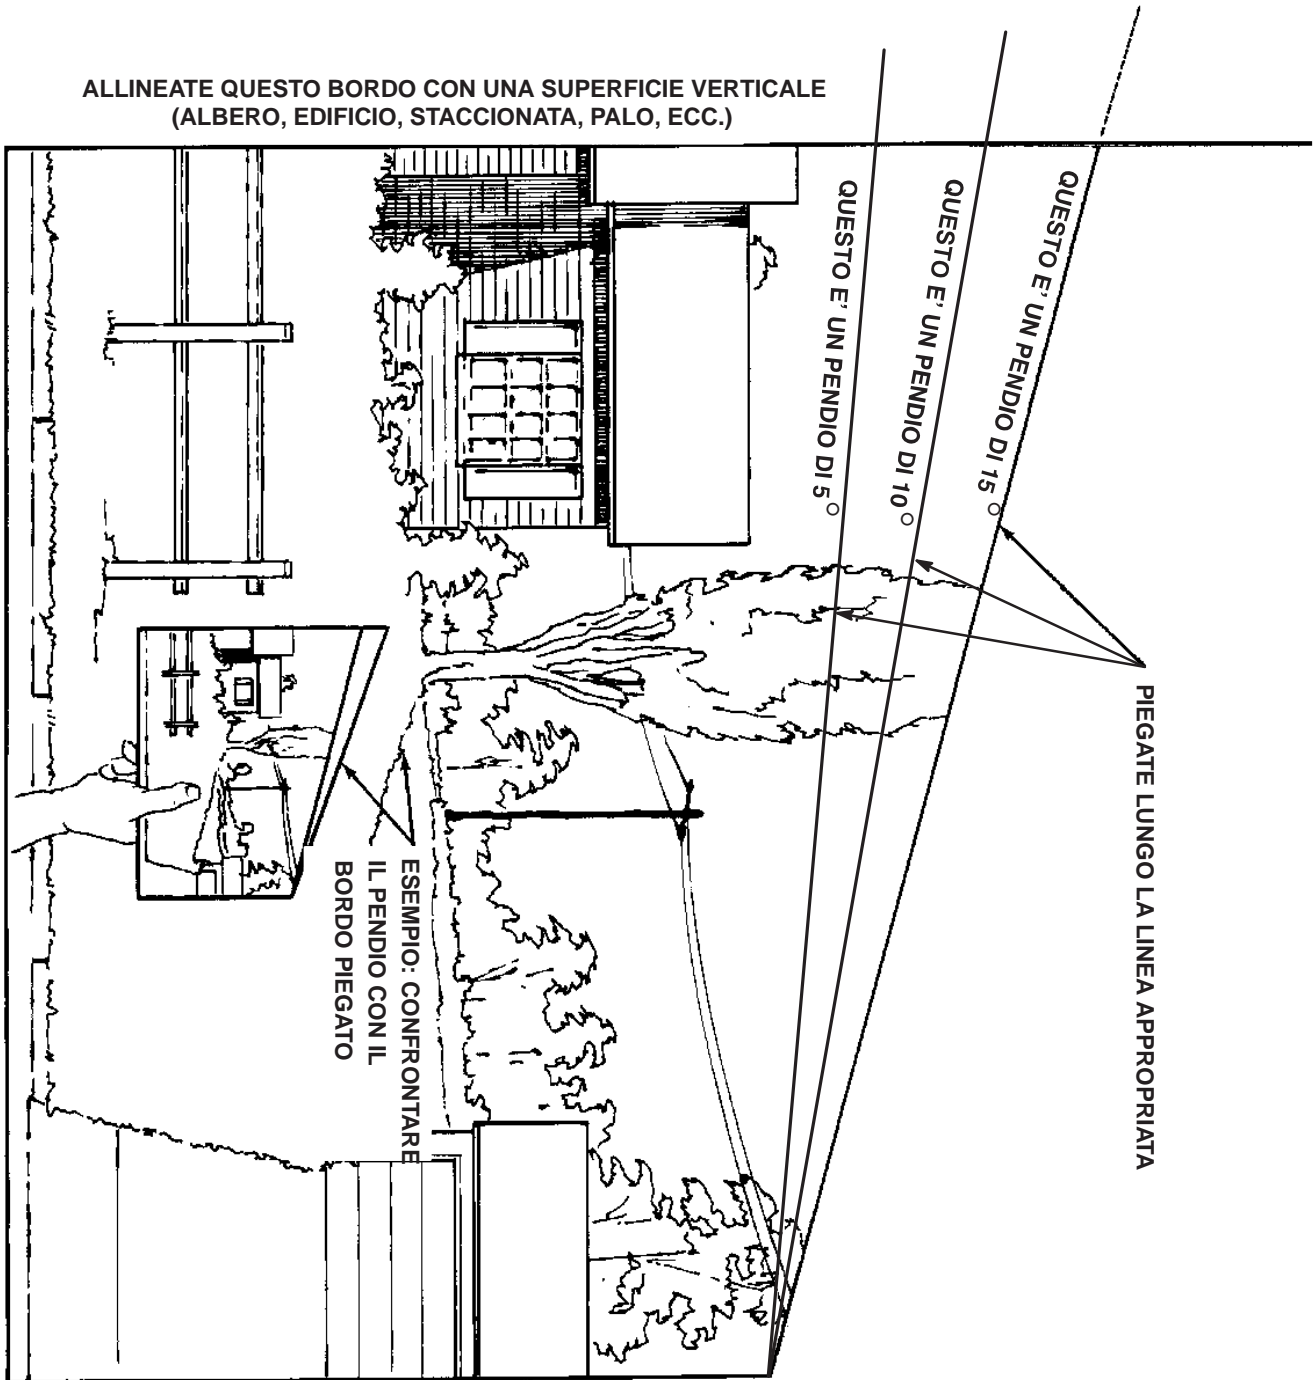 ALLINEATE QUESTO BORDO CON UNA SUPERFICIE VERTICALE
(ALBERO, EDIFICIO, STACCIONATA, PALO, ECC.)
QUESTO E' UN PENDIO DI 5°
QUESTO E' UN PENDIO DI 10°
QUESTO E' UN PENDIO DI 15°
PIEGATE LUNGO LA LINEA APPROPRIATA
ESEMPIO: CONFRONTARE
IL PENDIO CON IL
BORDO PIEGATO